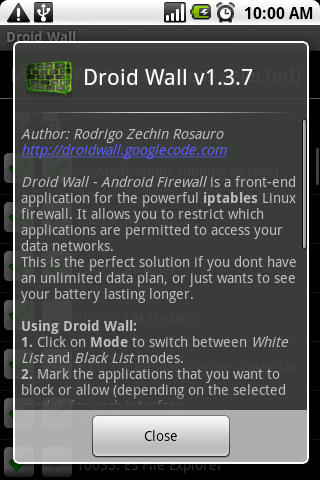 10:00 AM
Droid Wall
Droid Wall v1.3.7
Author: Rodrigo Zechin Rosauro
http://droidwall.googlecode.com
Droid Wall - Android Firewall is a front-end
application for the powerful iptables Linux
firewall. It allows you to restrict which
applications are permitted to access your
data networks.
This is the perfect solution if you dont have
an unlimited data plan, or just wants to see
your battery lasting longer.
Using Droid Wall:
1. Click on Mode to switch between White
List and Black List modes.
2. Mark the applications that you want to
block or allow (depending on the selected
Close
10035: ES File Explorer